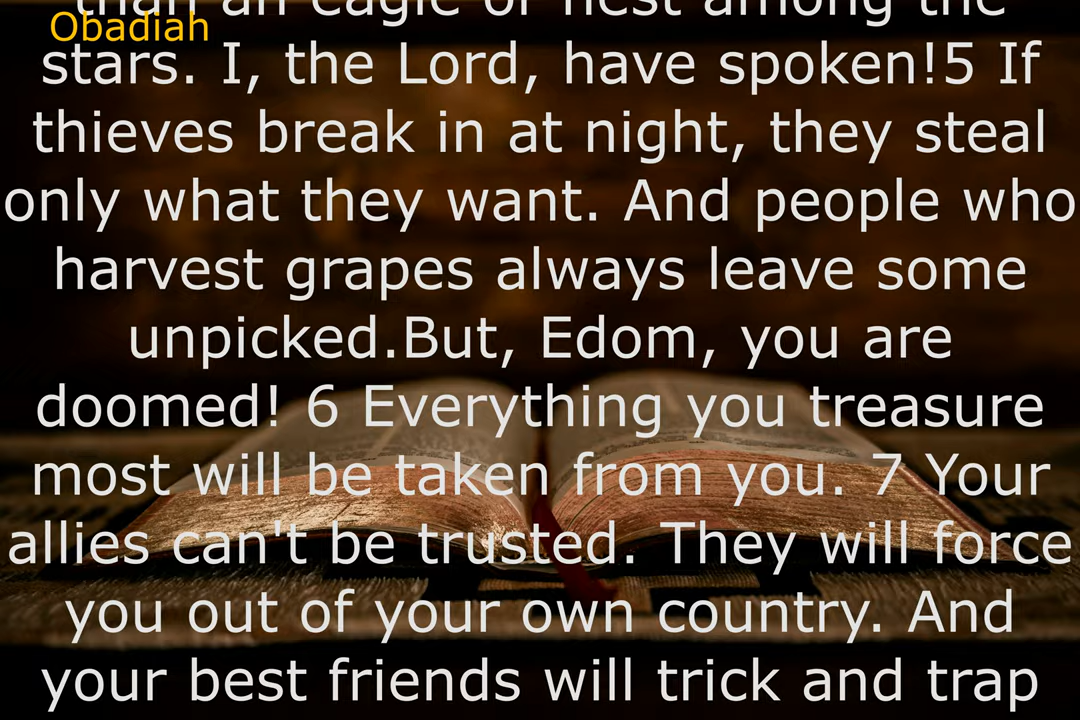 than an eagle or nest among the
Obadiah
stars. I, the Lord, have spoken!5 If
thieves break in at night, they steal
only what they want. And people who
harvest grapes always leave some
unpicked.But, Edom, you are
doomed! 6 Everything you treasure
most will be taken from you. 7 Your
allies can't be trusted. They will force
you out of your own country. And
your best friends will trick and trap